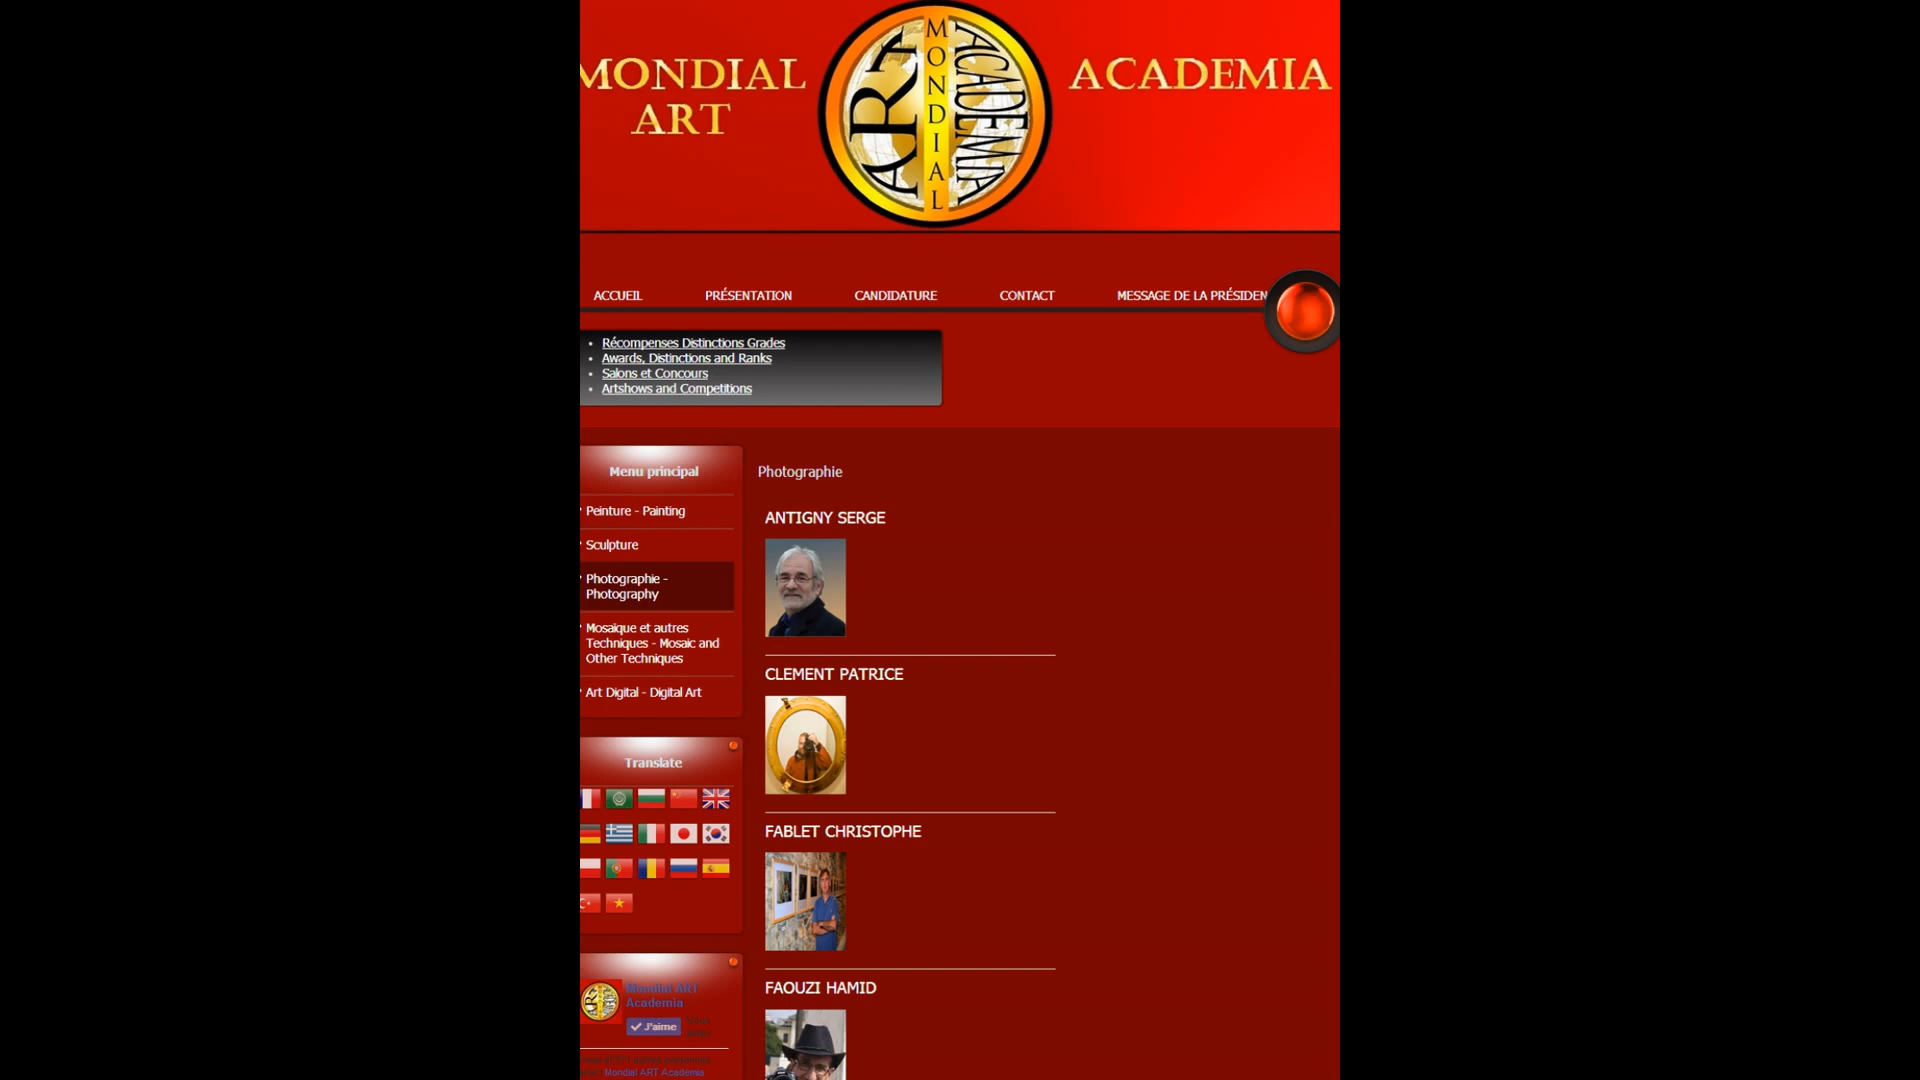 MONDIAL
ART
ACADEMIA
ART
MONDIAL
ACADEMIA
ACCUEIL
PRÉSENTATION
CANDIDATURE
CONTACT
MESSAGE DE LA PRÉSIDEN
Récompenses Distinctions Grades
Awards, Distinctions and Ranks
Salons et Concours
Artshows and Competitions
Menu principal
Peinture - Painting
Sculpture
Photographie -
Photography
Mosaïque et autres
Techniques - Mosaic and
Other Techniques
Art Digital - Digital Art
Translate
Mondial ART
Academia
J'aime
Mondial ART Academia
Photographie
ANTIGNY SERGE
CLEMENT PATRICE
FABLET CHRISTOPHE
FAOUZI HAMID